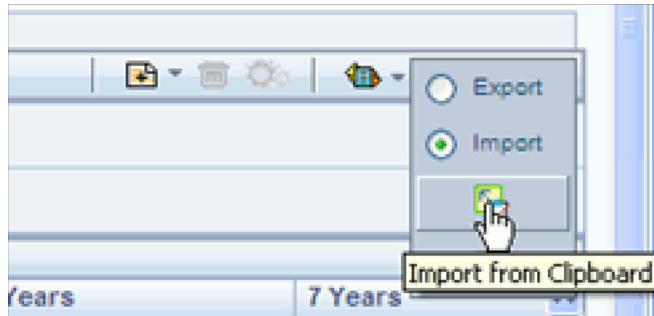 Export
Import
Import from Clipboard
Years
7 Years